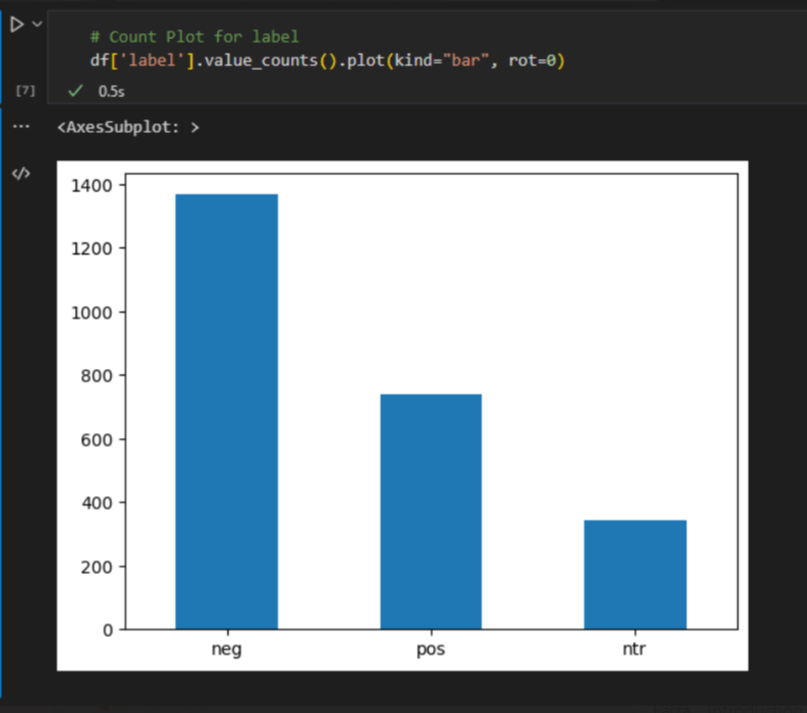 # Count Plot for label
df['label'].value_counts().plot(kind="bar", rot=0)
[7]
0.5s
...
<AxesSubplot: >
</>
1400
1200
1000
800
600
400
200
0
neg pos ntr